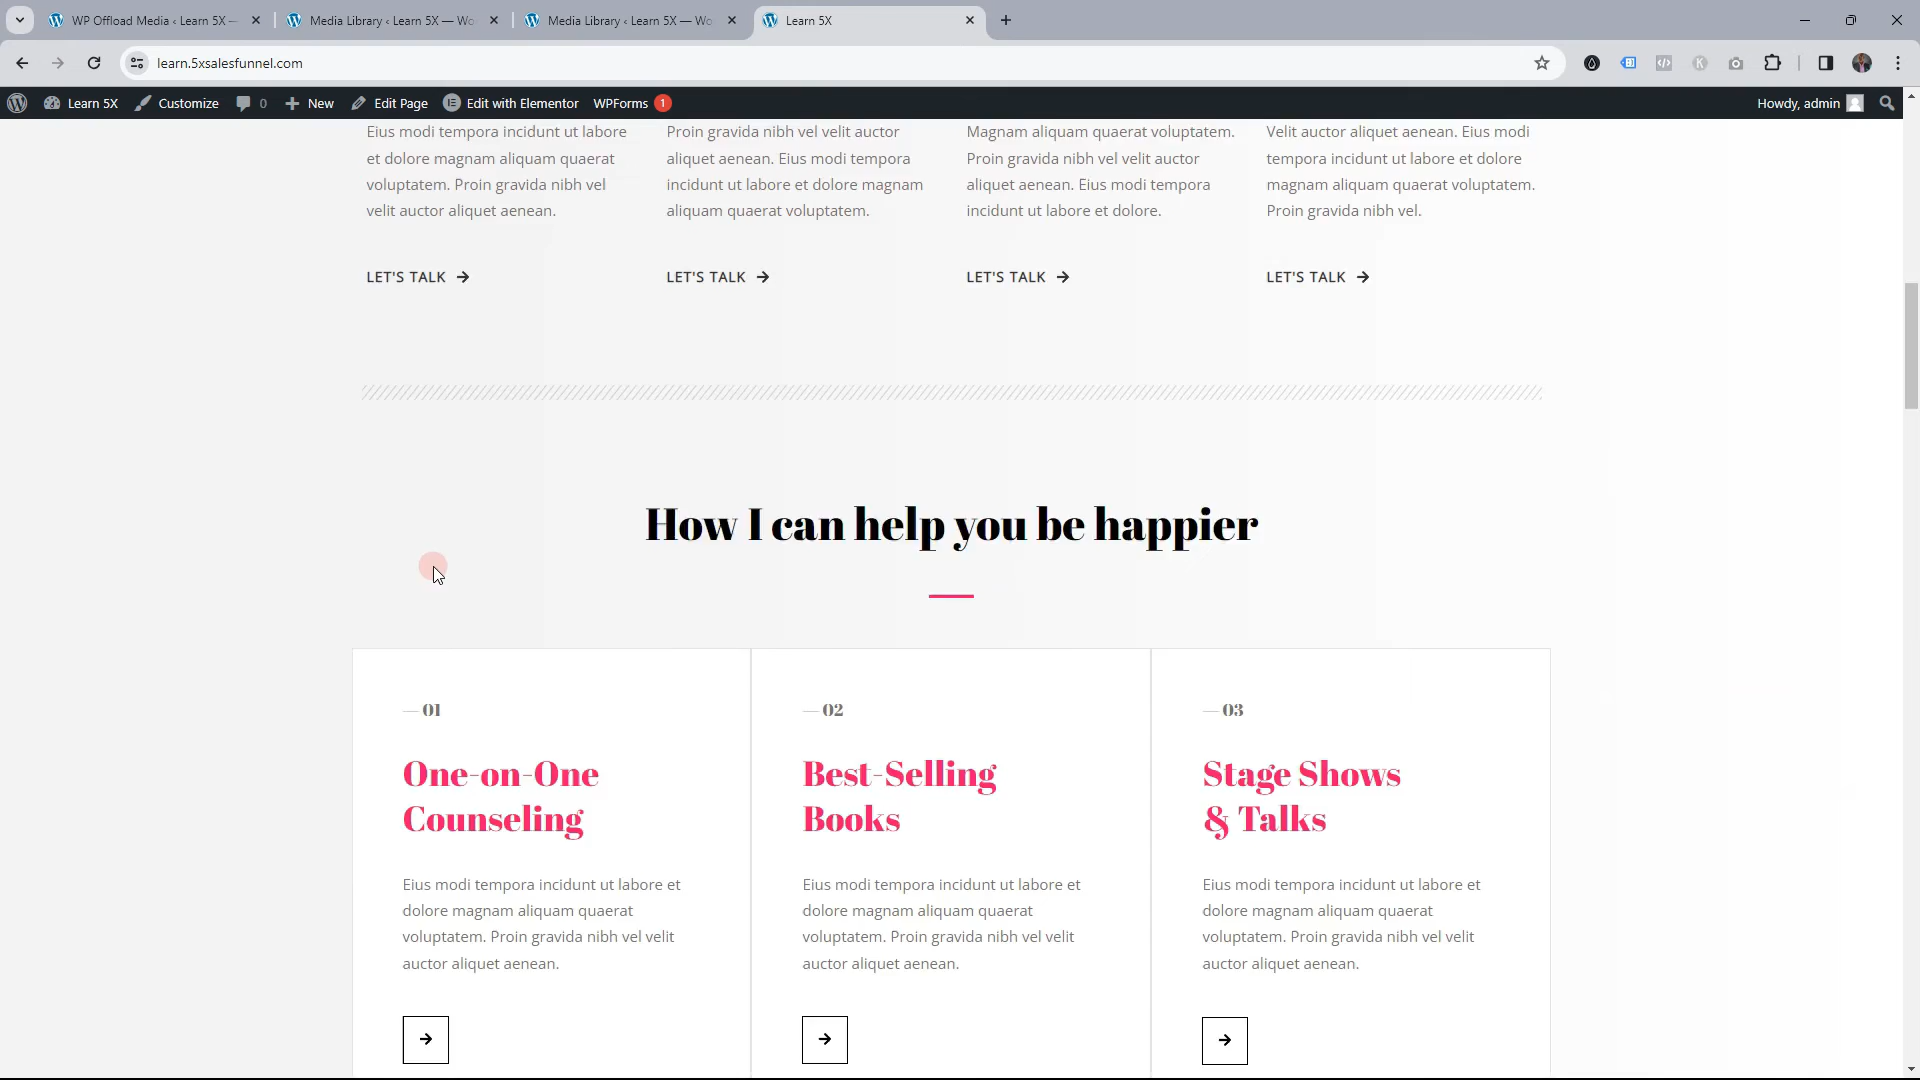 WP Offload Media ‹ Learn 5X —
Media Library ‹ Learn 5X — Wo
Media Library ‹ Learn 5X — Wo
Learn 5X
learn.5xsalesfunnel.com
Learn 5X
Customize
0
New
Edit Page
Edit with Elementor
WPForms 1
Howdy, admin
Eius modi tempora incidunt ut labore
et dolore magnam aliquam quaerat
voluptatem. Proin gravida nibh vel
velit auctor aliquet aenean.
LET'S TALK
Proin gravida nibh vel velit auctor
aliquet aenean. Eius modi tempora
incidunt ut labore et dolore magnam
aliquam quaerat voluptatem.
LET'S TALK
Magnam aliquam quaerat voluptatem.
Proin gravida nibh vel velit auctor
aliquet aenean. Eius modi tempora
incidunt ut labore et dolore.
LET'S TALK
Velit auctor aliquet aenean. Eius modi
tempora incidunt ut labore et dolore
magnam aliquam quaerat voluptatem.
Proin gravida nibh vel.
LET'S TALK
How I can help you be happier
— 01
One-on-One
Counseling
Eius modi tempora incidunt ut labore et
dolore magnam aliquam quaerat
voluptatem. Proin gravida nibh vel velit
auctor aliquet aenean.
— 02
Best-Selling
Books
Eius modi tempora incidunt ut labore et
dolore magnam aliquam quaerat
voluptatem. Proin gravida nibh vel velit
auctor aliquet aenean.
— 03
Stage Shows
& Talks
Eius modi tempora incidunt ut labore et
dolore magnam aliquam quaerat
voluptatem. Proin gravida nibh vel velit
auctor aliquet aenean.